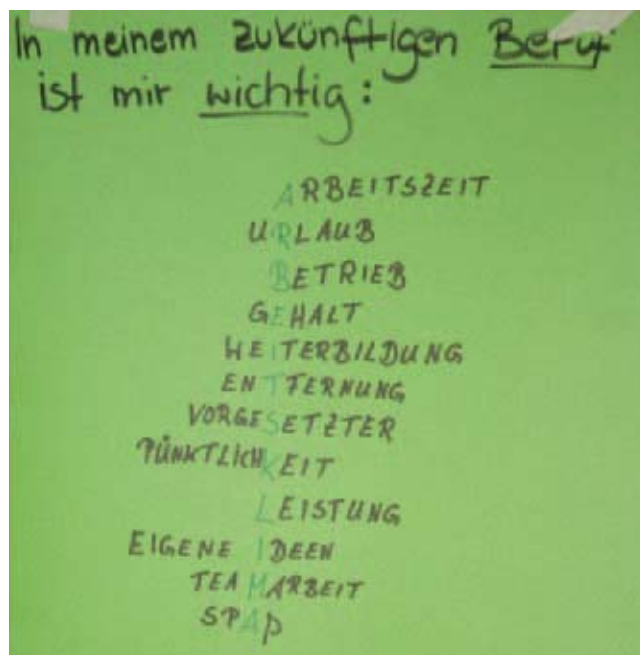 In meinem zukünftigen Beruf
ist mir wichtig:
ARBEITSZEIT
URLAUB
BETRIEB
GEHALT
WEITERBILDUNG
ENTFERNUNG
VORGESETZTER
PÜNKTLICHKEIT
LEISTUNG
EIGENE IDEEN
TEAMARBEIT
SPAß